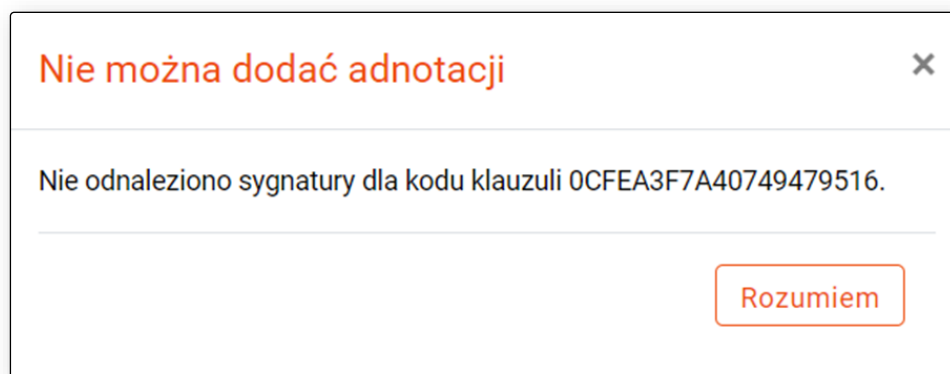 Nie można dodać adnotacji
Nie odnaleziono sygnatury dla kodu klauzuli 0CFEA3F7A40749479516.
Rozumiem